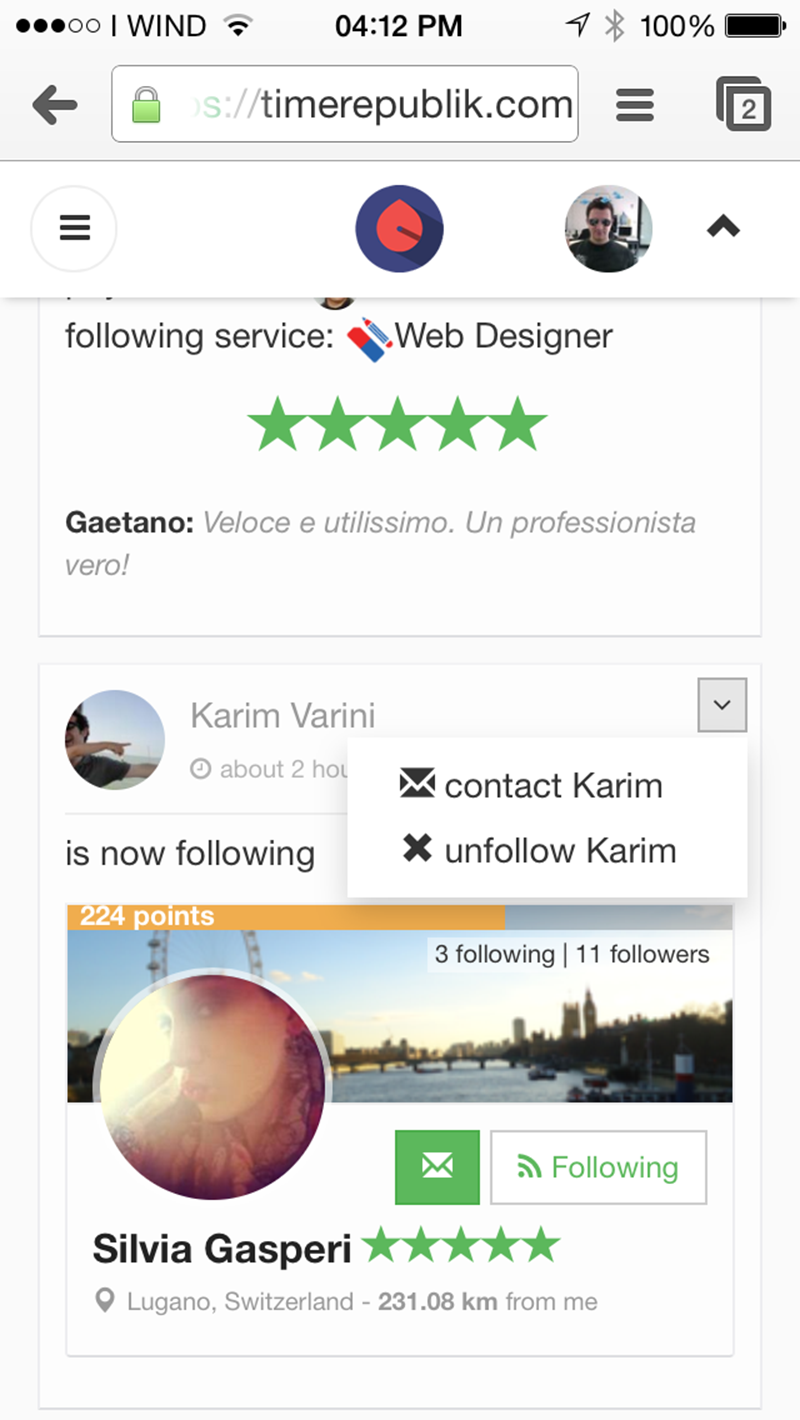 I WIND 04:12 PM 100%
ps://timerepublik.com 2
following service: Web Designer
Gaetano: Veloce e utilissimo. Un professionista
vero!
Karim Varini
about 2 hou
contact Karim
is now following
unfollow Karim
224 points
3 following | 11 followers
Following
Silvia Gasperi
Lugano, Switzerland - 231.08 km from me